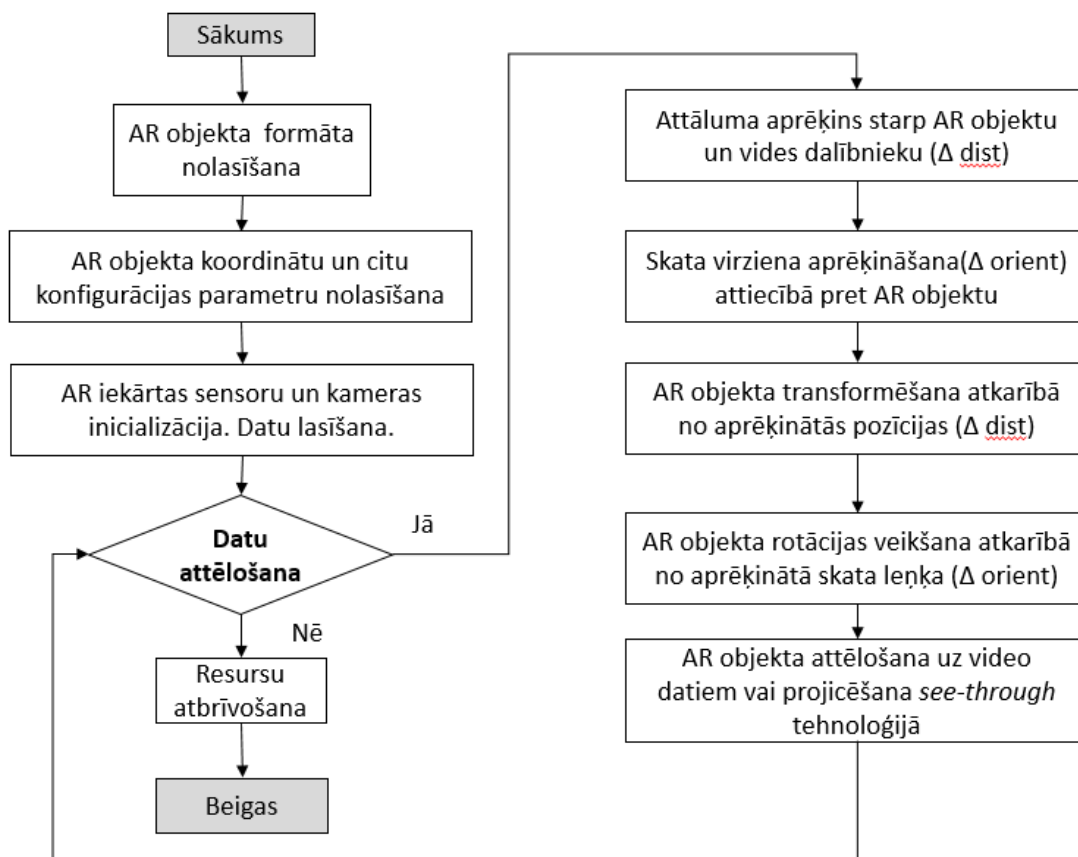 Sākums
AR objekta formāta
nolasīšana
AR objekta koordinātu un citu
konfigurācijas parametru nolasīšana
AR iekārtas sensoru un kameras
inicializācija. Datu lasīšana.
Datu
attēlošana
Jā
Nē
Resursu
atbrīvošana
Beigas
Attāluma aprēķins starp AR objektu
un vides dalībnieku (Δ dist)
Skata virziena aprēķināšana(Δ orient)
attiecībā pret AR objektu
AR objekta transformēšana atkarībā
no aprēķinātās pozīcijas (Δ dist)
AR objekta rotācijas veikšana atkarībā
no aprēķinātā skata leņķa (Δ orient)
AR objekta attēlošana uz video
datiem vai projicēšana see-through
tehnoloģijā